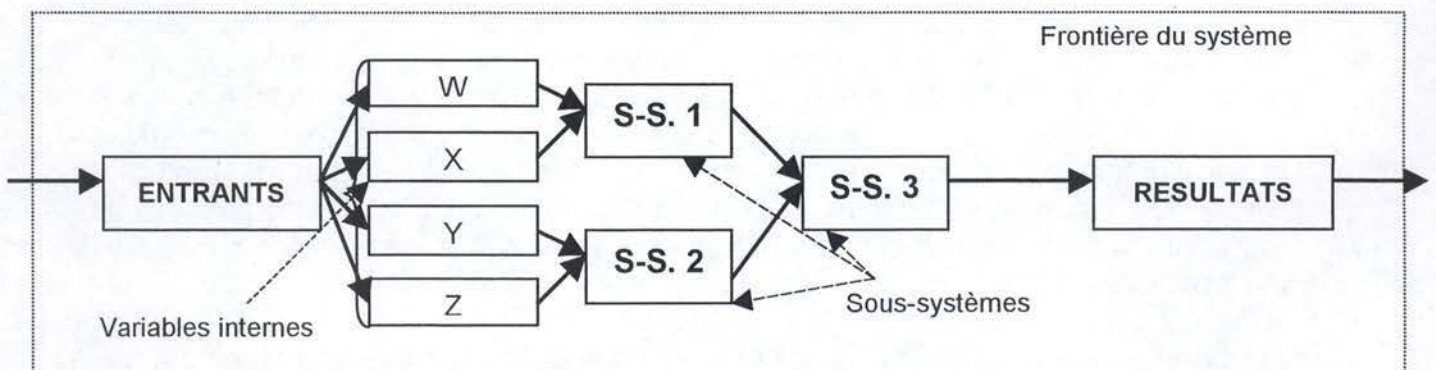 Frontière du système
W
X
Y
Z
ENTRANTS
S-S. 1
S-S. 2
S-S. 3
RESULTATS
Variables internes
Sous-systèmes